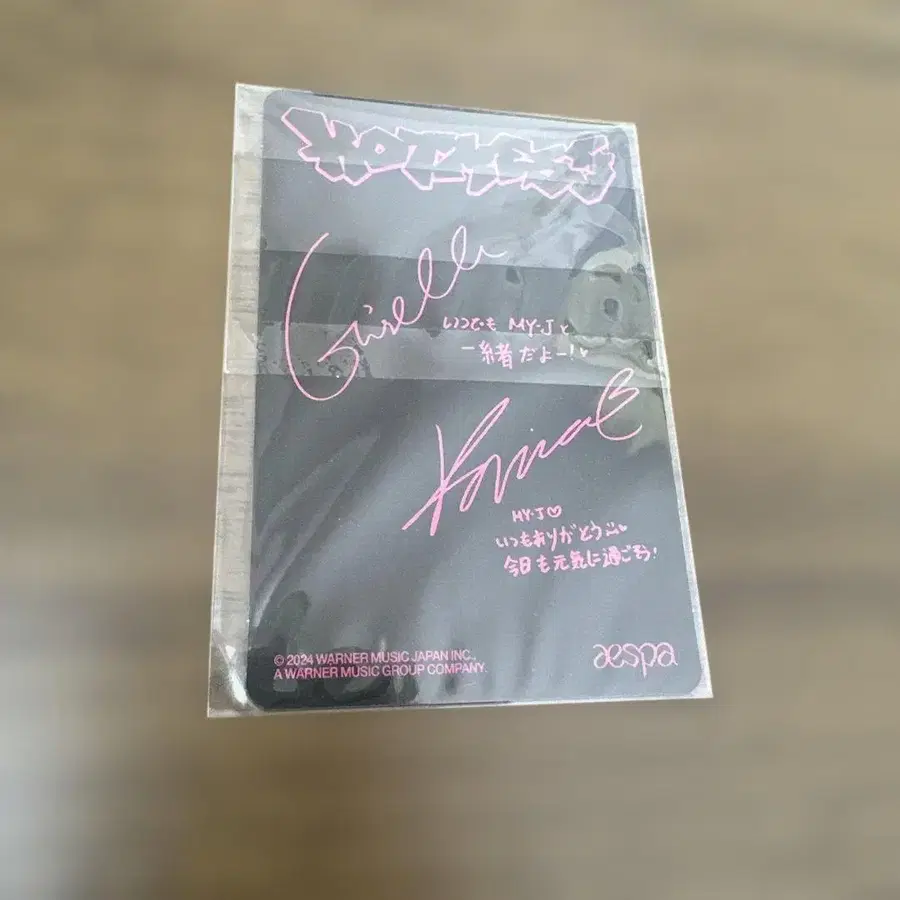 HOT MESS
Giselle
いつでも MY-J と
一緒だよー!♥
Karina
MY-J♡
いつもありがとう
今日も元気に過ごそう!
© 2024 WARNER MUSIC JAPAN INC.,
A WARNER MUSIC GROUP COMPANY.
aespa